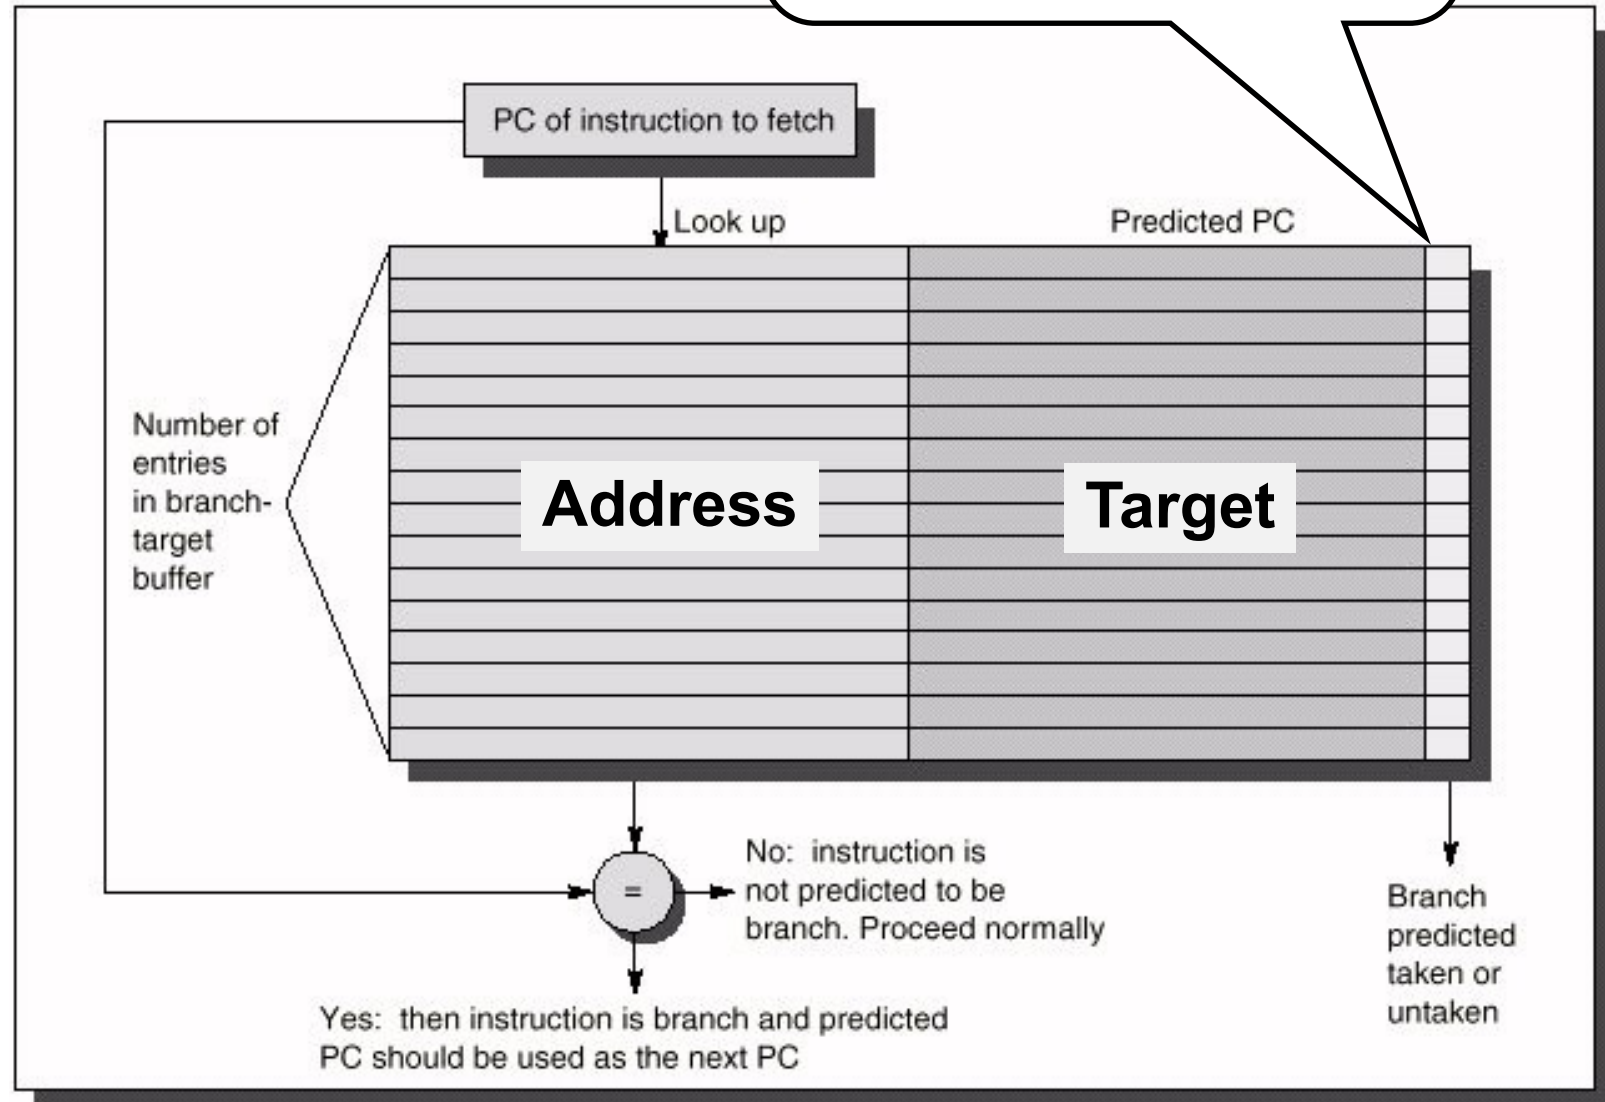 PC of instruction to fetch
Look up
Predicted PC
Number of
entries
in branch-
target
buffer
Address
Target
=
No: instruction is
not predicted to be
branch. Proceed normally
Branch
predicted
taken or
untaken
Yes: then instruction is branch and predicted
PC should be used as the next PC